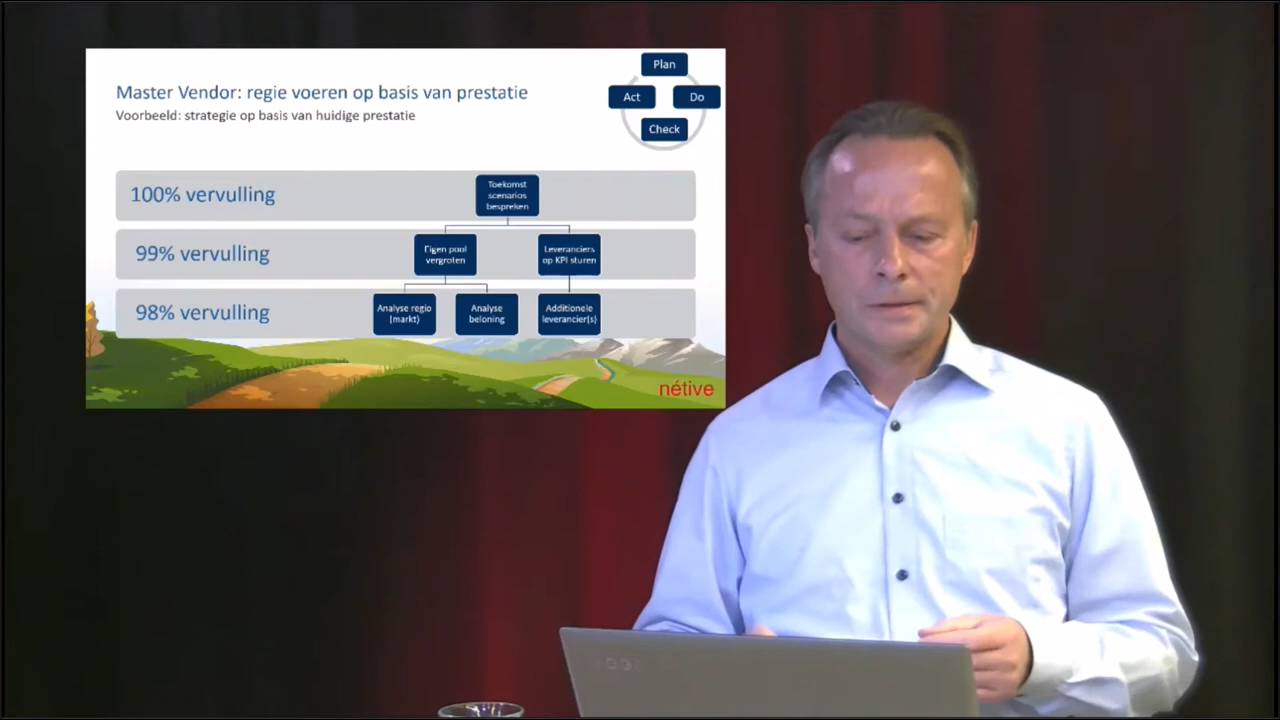 Master Vendor: regie voeren op basis van prestatie
Voorbeeld: strategie op basis van huidige prestatie
Plan
Act
Do
Check
100% vervulling
Toekomst
scenarios
bespreken
99% vervulling
Eigen pool
vergroten
Leveranciers
op KPI sturen
98% vervulling
Analyse regio
(markt)
Analyse
beloning
Additionele
leverancier(s)
nétive